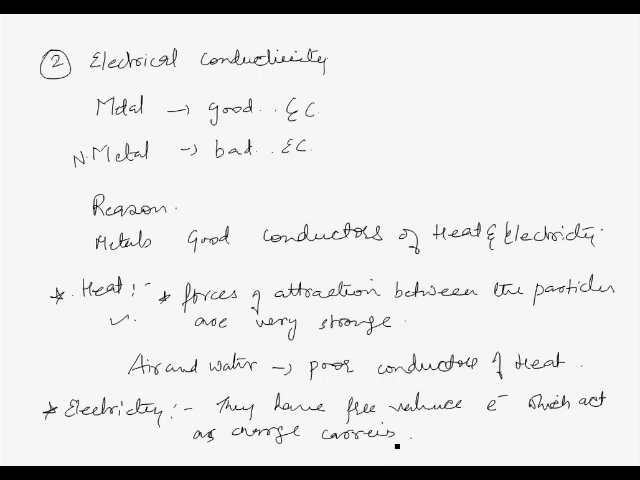 ② Electrical conductivity
Metal → good .. EC.
N.Metal → bad .. EC.
Reason.
Metals Good conductors of Heat & Electricity.
* Heat :- * forces of attraction between the particles
are very strong.
Air and water → poor conductors of Heat.
* Electricity :- They have free valence e⁻ which act
as charge carriers.